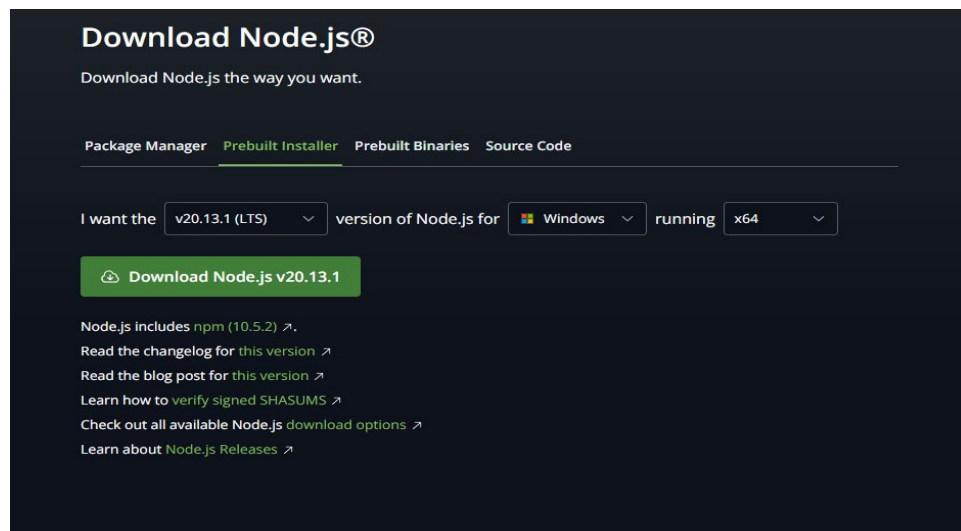 Download Node.js®
Download Node.js the way you want.
Package Manager Prebuilt Installer Prebuilt Binaries Source Code
I want the v20.13.1 (LTS) version of Node.js for Windows running x64
Download Node.js v20.13.1
Node.js includes npm (10.5.2) ↗.
Read the changelog for this version ↗
Read the blog post for this version ↗
Learn how to verify signed SHASUMS ↗
Check out all available Node.js download options ↗
Learn about Node.js Releases ↗